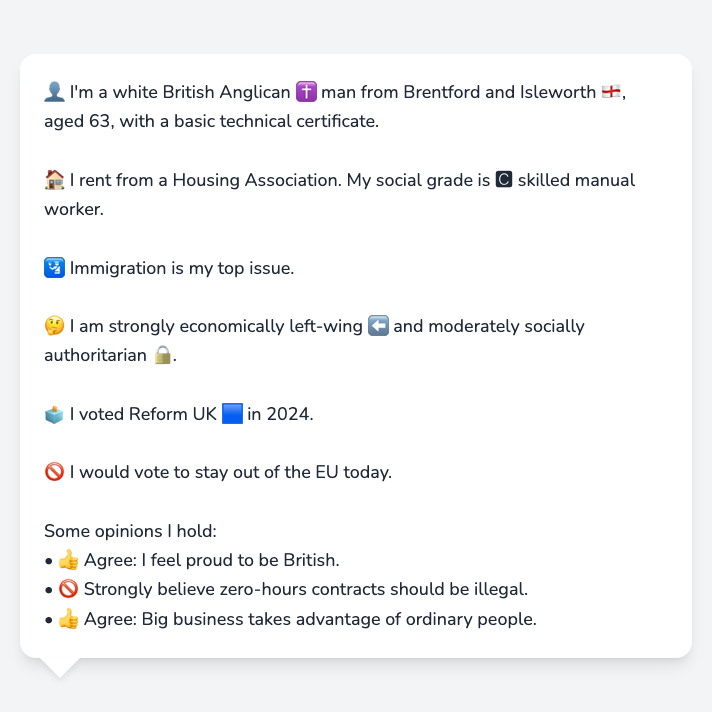 👤 I'm a white British Anglican ✝️ man from Brentford and Isleworth 🏴󠁧󠁢󠁥󠁮󠁧󠁿,
aged 63, with a basic technical certificate.
🏠 I rent from a Housing Association. My social grade is 🅲 skilled manual
worker.
🛂 Immigration is my top issue.
🤔 I am strongly economically left-wing ⬅️ and moderately socially
authoritarian 🔒.
🗳️ I voted Reform UK 🟦 in 2024.
🚫 I would vote to stay out of the EU today.
Some opinions I hold:
• 👍 Agree: I feel proud to be British.
• 🚫 Strongly believe zero-hours contracts should be illegal.
• 👍 Agree: Big business takes advantage of ordinary people.